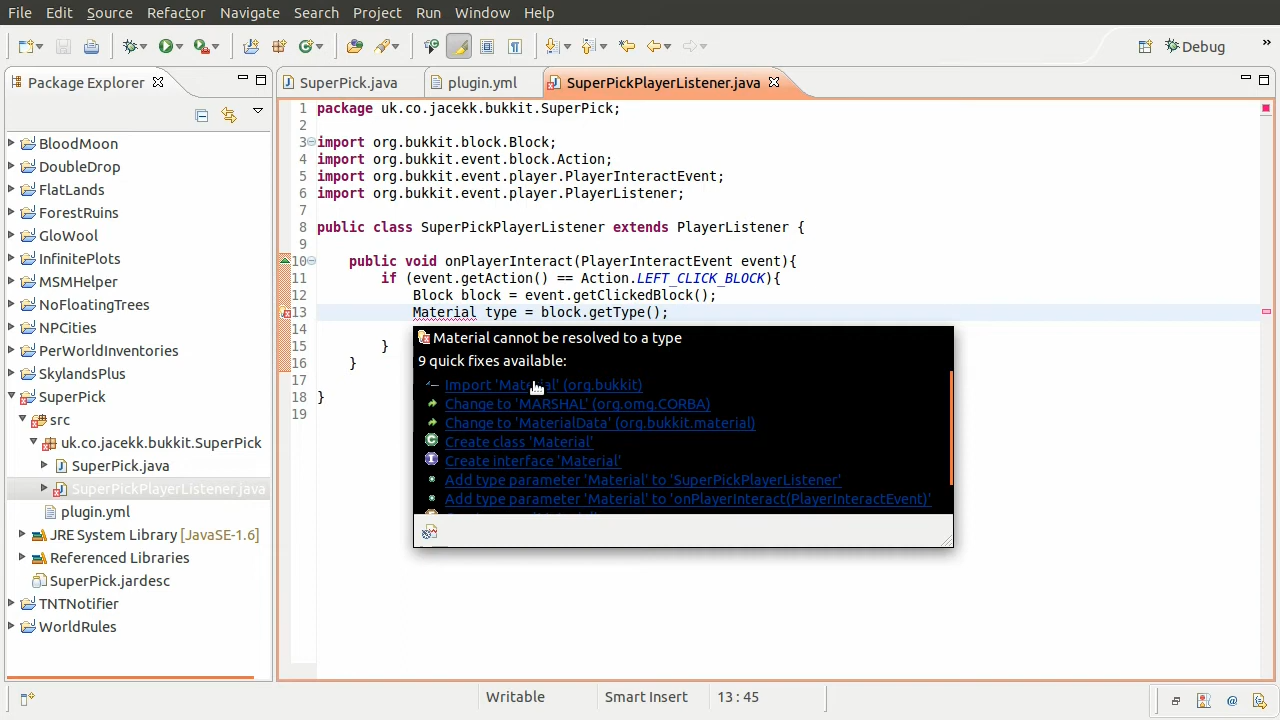 File Edit Source Refactor Navigate Search Project Run Window Help
Debug »
Package Explorer
SuperPick.java plugin.yml SuperPickPlayerListener.java
BloodMoon
DoubleDrop
FlatLands
ForestRuins
GloWool
InfinitePlots
MSMHelper
NoFloatingTrees
NPCities
PerWorldInventories
SkylandsPlus
SuperPick
src
uk.co.jacekk.bukkit.SuperPick
SuperPick.java
SuperPickPlayerListener.java
plugin.yml
JRE System Library [JavaSE-1.6]
Referenced Libraries
SuperPick.jardesc
TNTNotifier
WorldRules
1 package uk.co.jacekk.bukkit.SuperPick;
2
3 import org.bukkit.block.Block;
4 import org.bukkit.event.block.Action;
5 import org.bukkit.event.player.PlayerInteractEvent;
6 import org.bukkit.event.player.PlayerListener;
7
8 public class SuperPickPlayerListener extends PlayerListener {
9
10 public void onPlayerInteract(PlayerInteractEvent event){
11 if (event.getAction() == Action.LEFT_CLICK_BLOCK){
12 Block block = event.getClickedBlock();
13 Material type = block.getType();
14
15 }
16 }
17
18 }
19
Material cannot be resolved to a type
9 quick fixes available:
Import 'Material' (org.bukkit)
Change to 'MARSHAL' (org.omg.CORBA)
Change to 'MaterialData' (org.bukkit.material)
Create class 'Material'
Create interface 'Material'
Add type parameter 'Material' to 'SuperPickPlayerListener'
Add type parameter 'Material' to 'onPlayerInteract(PlayerInteractEvent)'
Writable Smart Insert 13 : 45